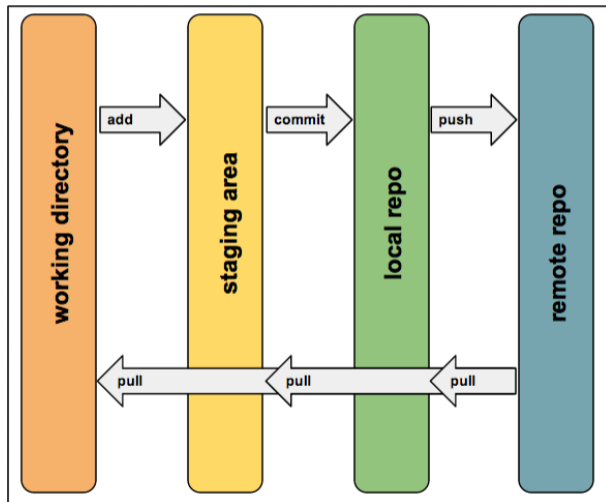 working directory
add
staging area
commit
local repo
push
remote repo
pull
pull
pull